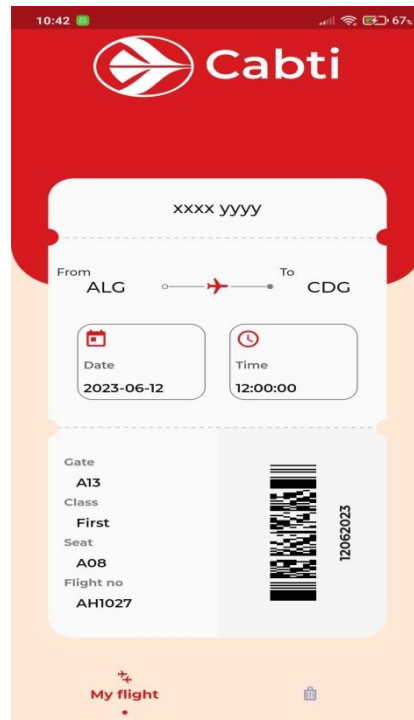 10:42 67%
Cabti
xxxx yyyy
From To
ALG CDG
Date Time
2023-06-12 12:00:00
Gate
A13
Class
First
Seat
A08
Flight no
AH1027
12062023
My flight